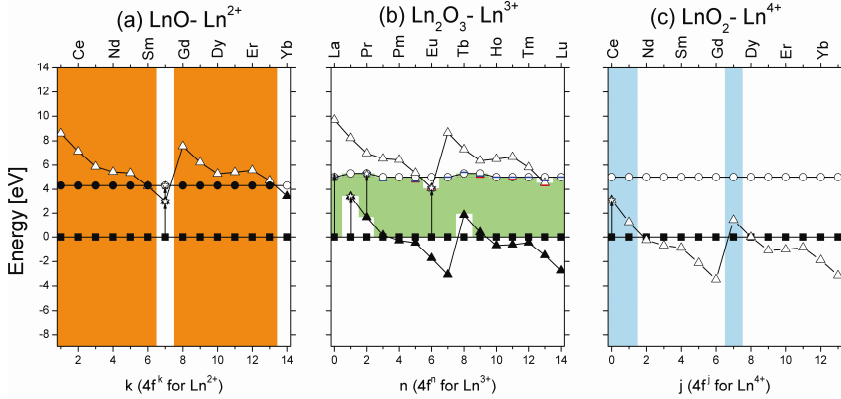 (a) LnO- Ln²⁺
(b) Ln₂O₃- Ln³⁺
(c) LnO₂- Ln⁴⁺
Ce Nd Sm Gd Dy Er Yb
La Pr Pm Eu Tb Ho Tm Lu
Ce Nd Sm Dy Er Yb
Energy [eV]
14
12
10
8
6
4
2
0
-2
-4
-6
-8
2 4 6 8 10 12 14
0 2 4 6 8 10 12 14
0 2 4 6 8 10 12
k (4fᵏ for Ln²⁺)
n (4fⁿ for Ln³⁺)
j (4fʲ for Ln⁴⁺)